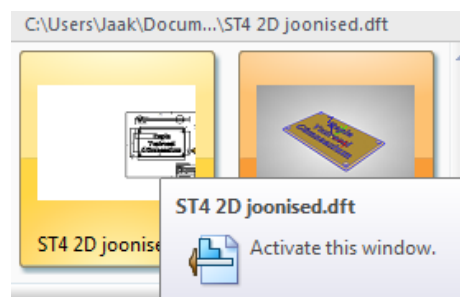 C:\Users\Jaak\Docum...\ST4 2D joonised.dft
ST4 2D joonise
ST4 2D joonised.dft
Activate this window.